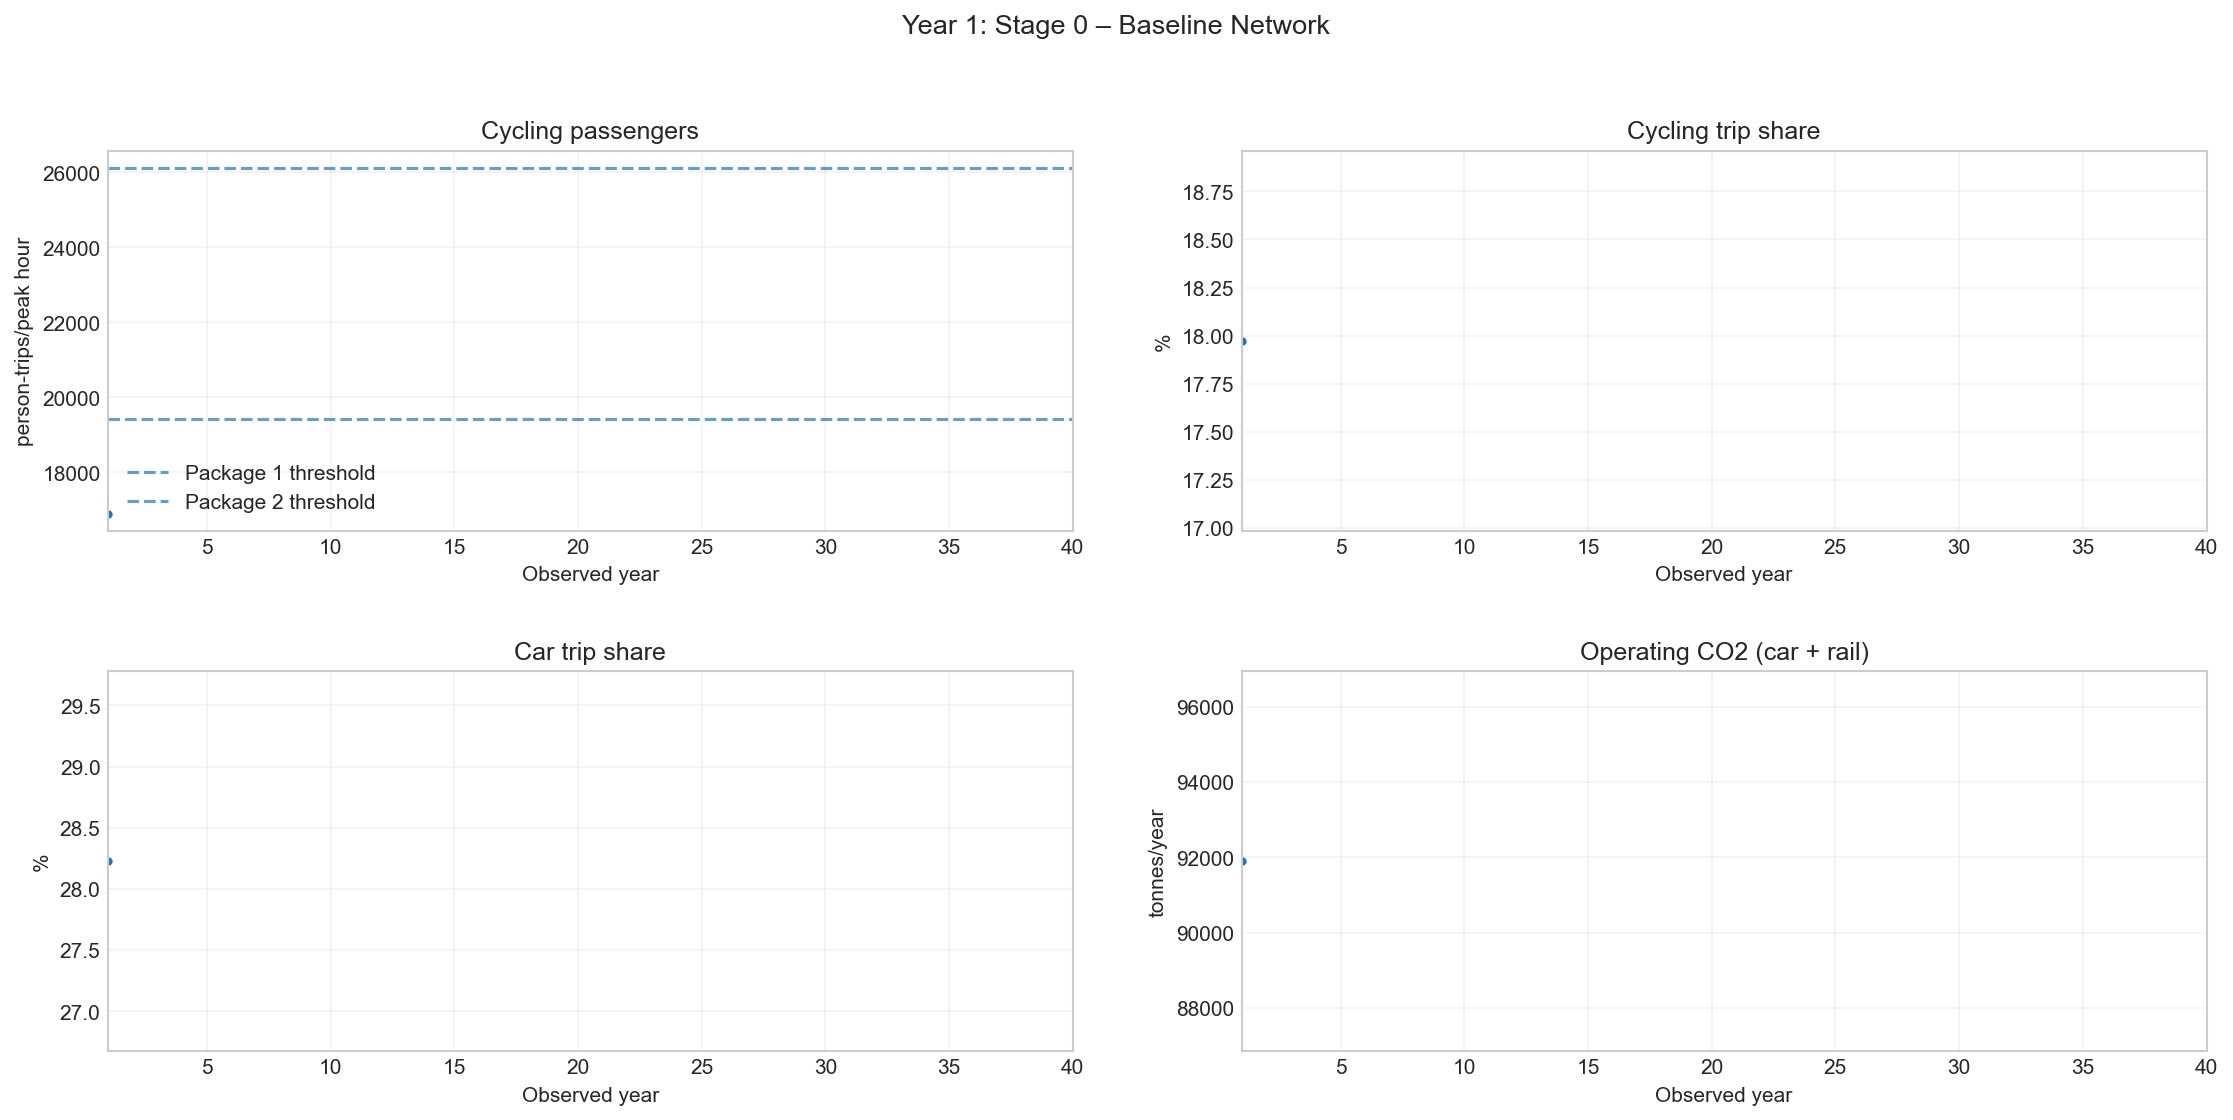 Year 1: Stage 0 – Baseline Network
Cycling passengers
person-trips/peak hour
26000
24000
22000
20000
18000
Package 1 threshold
Package 2 threshold
5 10 15 20 25 30 35 40
Observed year
Cycling trip share
%
18.75
18.50
18.25
18.00
17.75
17.50
17.25
17.00
5 10 15 20 25 30 35 40
Observed year
Car trip share
%
29.5
29.0
28.5
28.0
27.5
27.0
5 10 15 20 25 30 35 40
Observed year
Operating CO2 (car + rail)
tonnes/year
96000
94000
92000
90000
88000
5 10 15 20 25 30 35 40
Observed year